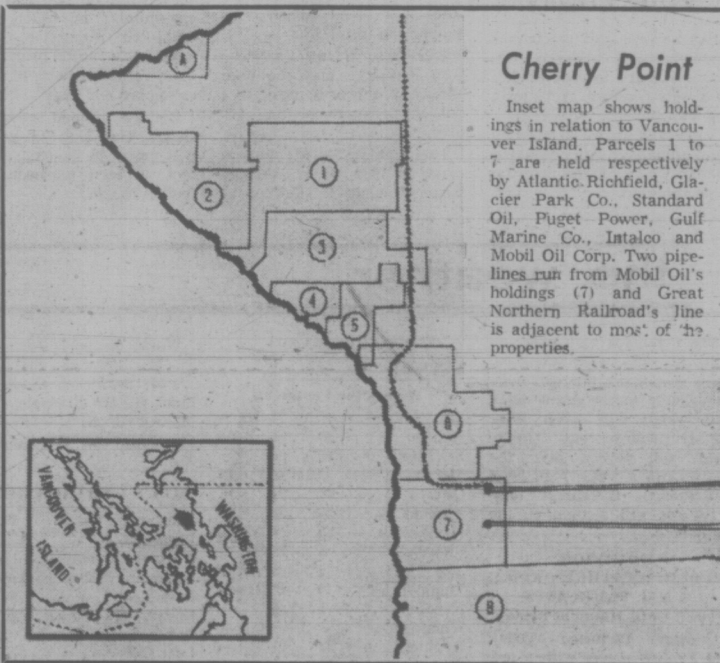 Cherry Point
Inset map shows hold-
ings in relation to Vancou-
ver Island. Parcels 1 to
7 are held respectively
by Atlantic Richfield, Gla-
cier Park Co., Standard
Oil, Puget Power, Gulf
Marine Co., Intalco and
Mobil Oil Corp. Two pipe-
lines run from Mobil Oil's
holdings (7) and Great
Northern Railroad's line
is adjacent to most of the
properties.
A
1
2
3
4
5
6
7
8
VANCOUVER
ISLAND
WASHINGTON